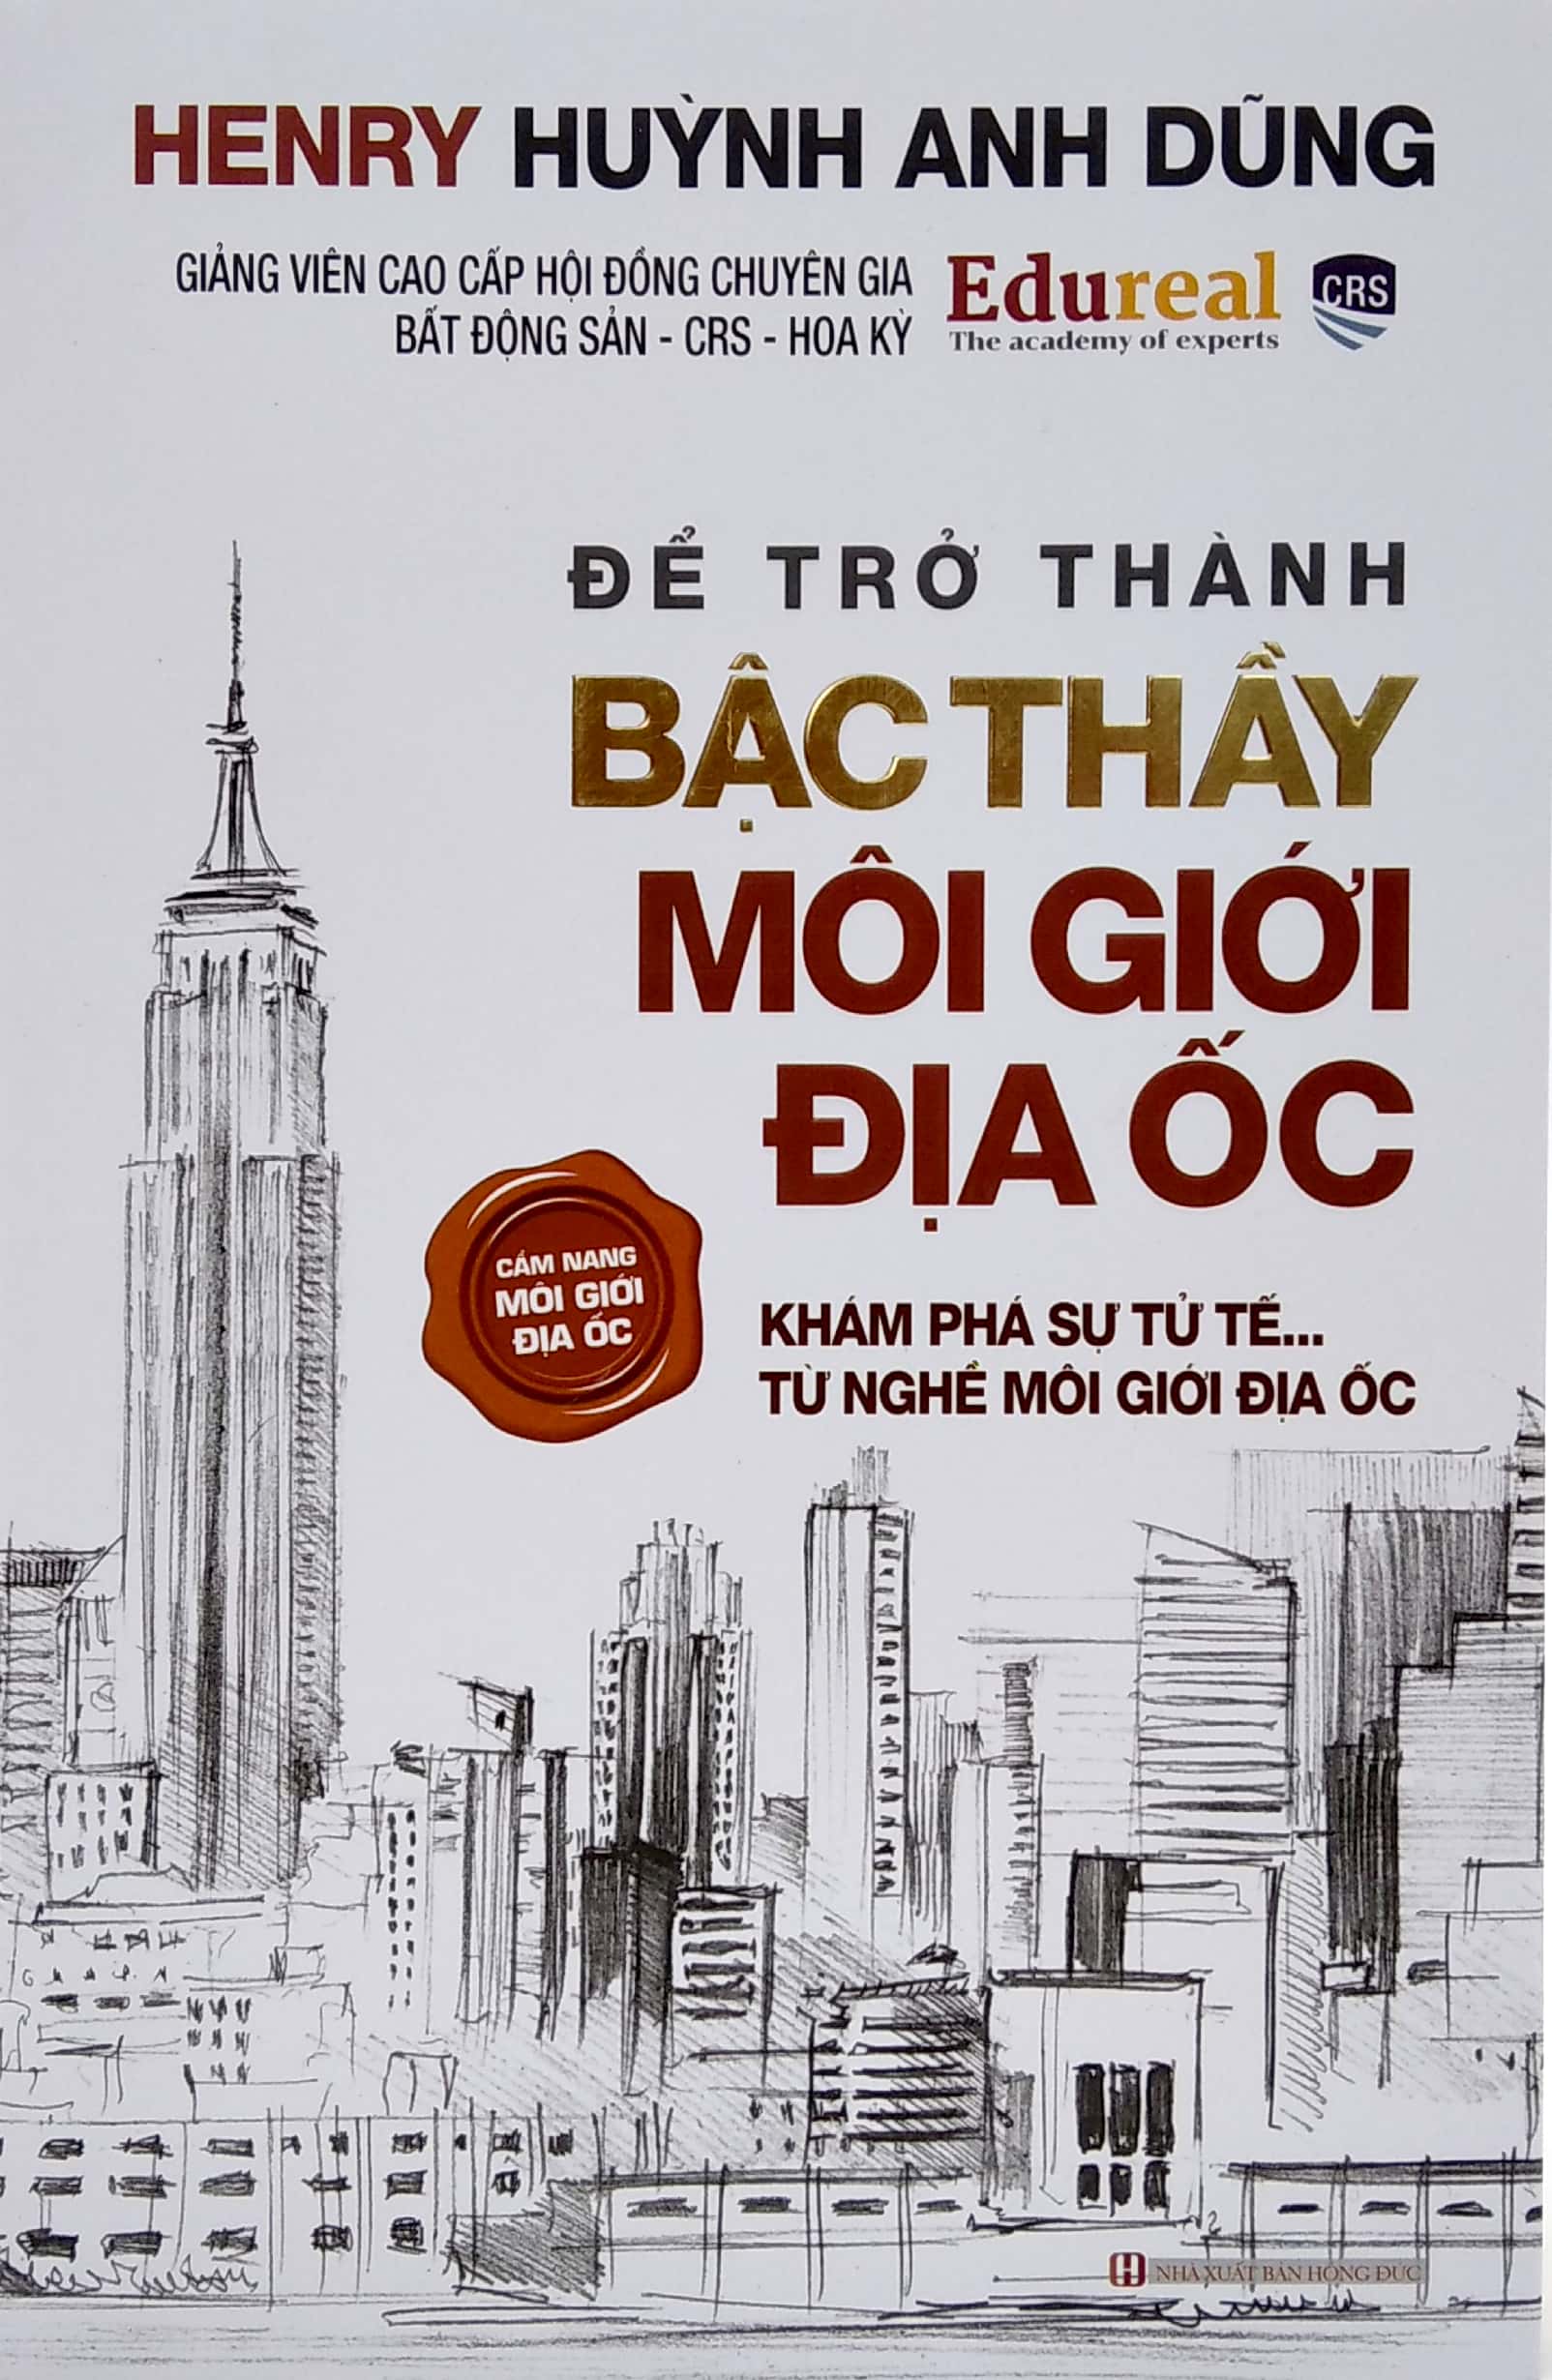 HENRY HUỲNH ANH DŨNG
GIẢNG VIÊN CAO CẤP HỘI ĐỒNG CHUYÊN GIA
BẤT ĐỘNG SẢN - CRS - HOA KỲ
Edureal
The academy of experts
CRS
ĐỂ TRỞ THÀNH
BẬC THẦY
MÔI GIỚI
ĐỊA ỐC
CẨM NANG
MÔI GIỚI
ĐỊA ỐC
KHÁM PHÁ SỰ TỬ TẾ...
TỪ NGHỀ MÔI GIỚI ĐỊA ỐC
NHÀ XUẤT BẢN HỒNG ĐỨC